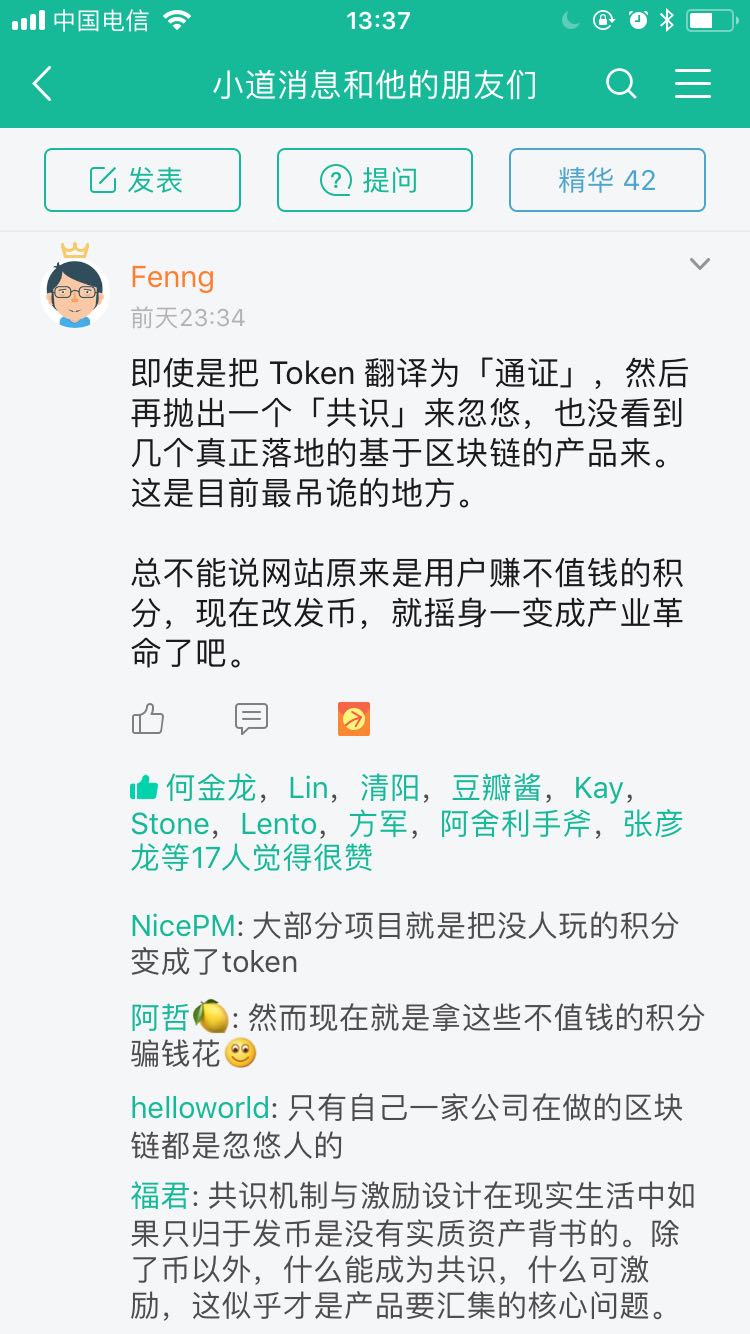 中国电信 13:37
小道消息和他的朋友们
发表 提问 精华 42
Fenng
前天23:34
即使是把 Token 翻译为「通证」，然后
再抛出一个「共识」来忽悠，也没看到
几个真正落地的基于区块链的产品来。
这是目前最吊诡的地方。
总不能说网站原来是用户赚不值钱的积
分，现在改发币，就摇身一变成产业革
命了吧。
何金龙，Lin，清阳，豆瓣酱，Kay，
Stone，Lento，方军，阿舍利手斧，张彦
龙等17人觉得很赞
NicePM: 大部分项目就是把没人玩的积分
变成了token
阿哲🍋: 然而现在就是拿这些不值钱的积分
骗钱花🙂
helloworld: 只有自己一家公司在做的区块
链都是忽悠人的
福君: 共识机制与激励设计在现实生活中如
果只归于发币是没有实质资产背书的。除
了币以外，什么能成为共识，什么可激
励，这似乎才是产品要汇集的核心问题。